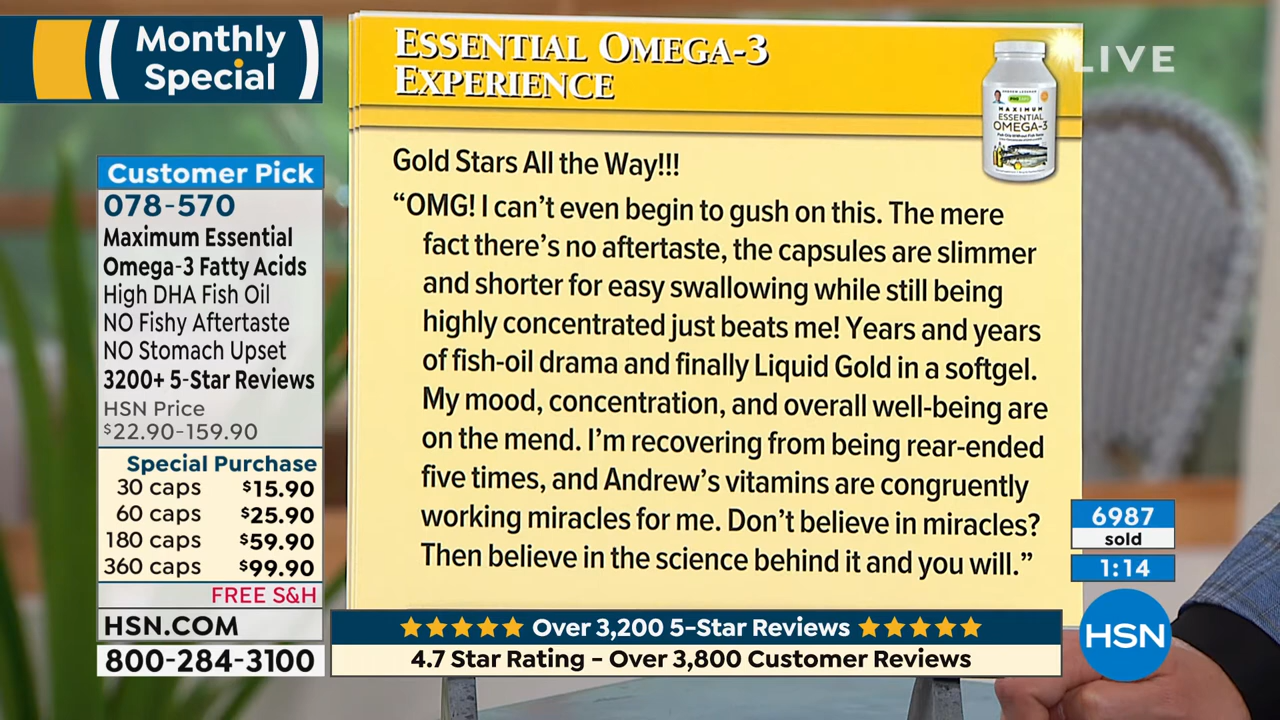 Monthly
Special
Customer Pick
078-570
Maximum Essential
Omega-3 Fatty Acids
High DHA Fish Oil
NO Fishy Aftertaste
NO Stomach Upset
3200+ 5-Star Reviews
HSN Price
$22.90-159.90
Special Purchase
30 caps $15.90
60 caps $25.90
180 caps $59.90
360 caps $99.90
FREE S&H
HSN.COM
800-284-3100
ESSENTIAL OMEGA-3
EXPERIENCE
MAXIMUM
ESSENTIAL
OMEGA-3
LIVE
Gold Stars All the Way!!!
“OMG! I can’t even begin to gush on this. The mere
fact there’s no aftertaste, the capsules are slimmer
and shorter for easy swallowing while still being
highly concentrated just beats me! Years and years
of fish-oil drama and finally Liquid Gold in a softgel.
My mood, concentration, and overall well-being are
on the mend. I’m recovering from being rear-ended
five times, and Andrew’s vitamins are congruently
working miracles for me. Don’t believe in miracles?
Then believe in the science behind it and you will.”
6987
sold
1:14
HSN
Over 3,200 5-Star Reviews
4.7 Star Rating – Over 3,800 Customer Reviews